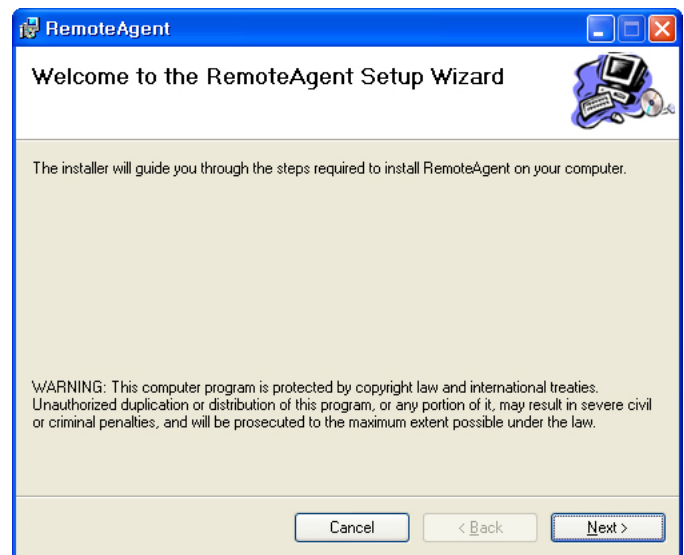 RemoteAgent
Welcome to the RemoteAgent Setup Wizard
The installer will guide you through the steps required to install RemoteAgent on your computer.
WARNING: This computer program is protected by copyright law and international treaties.
Unauthorized duplication or distribution of this program, or any portion of it, may result in severe civil
or criminal penalties, and will be prosecuted to the maximum extent possible under the law.
Cancel < Back Next >